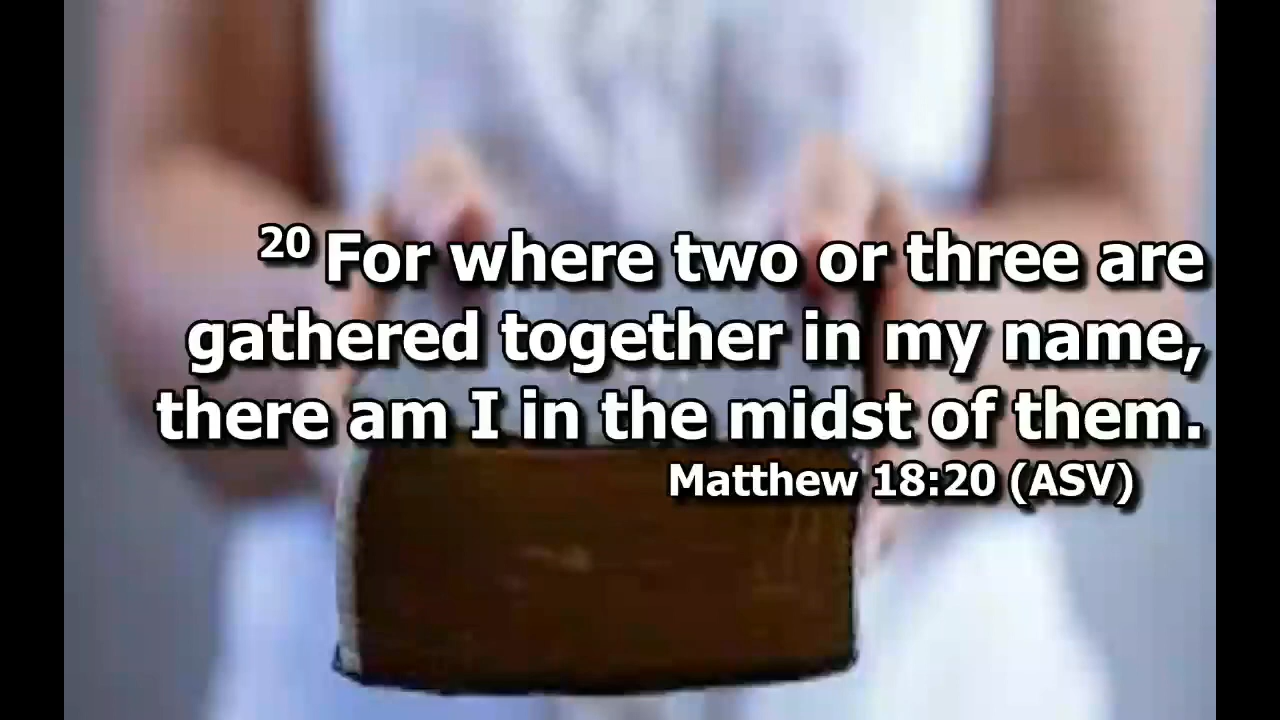 20 For where two or three are
gathered together in my name,
there am I in the midst of them.
Matthew 18:20 (ASV)